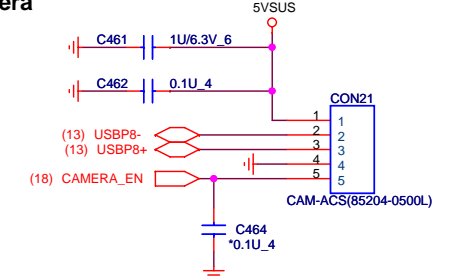 era
5VSUS
C461 1U/6.3V_6
C462 0.1U_4
CON21
1 1
(13) USBP8- 2 2
(13) USBP8+ 3 3
4 4
(18) CAMERA_EN 5 5
CAM-ACS(85204-0500L)
C464
*0.1U_4